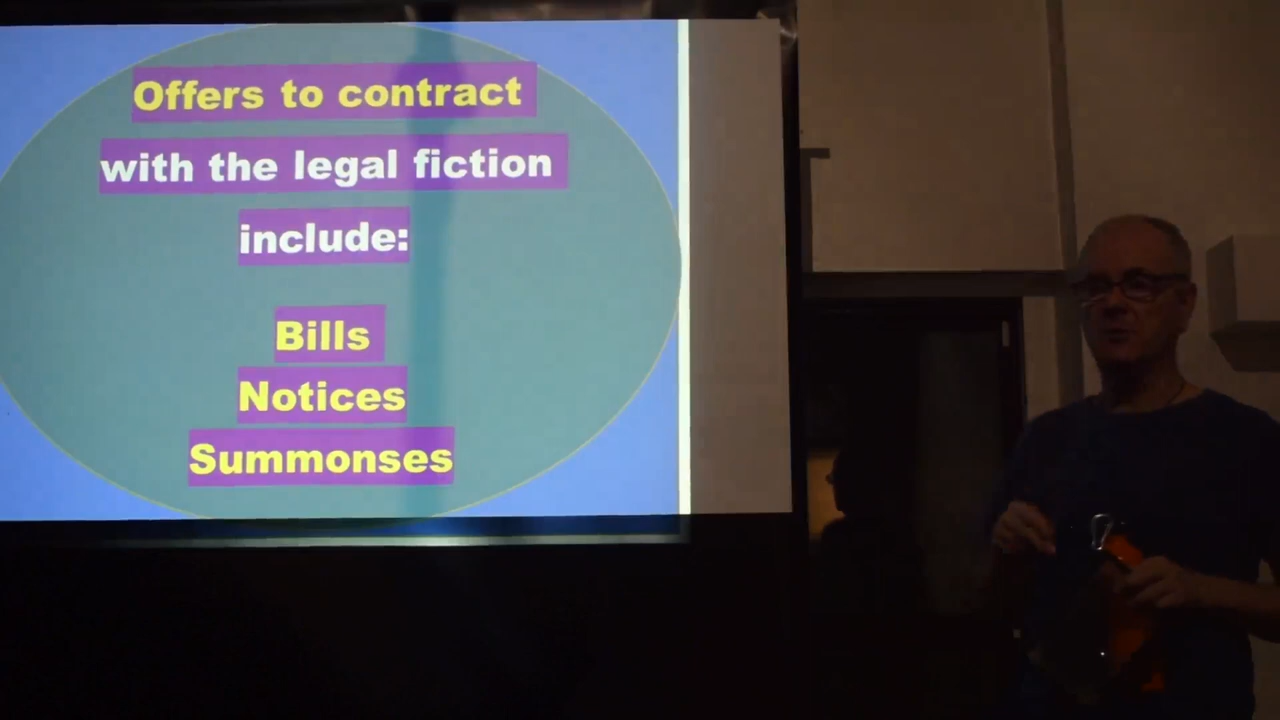 Offers to contract
with the legal fiction
include:
Bills
Notices
Summonses